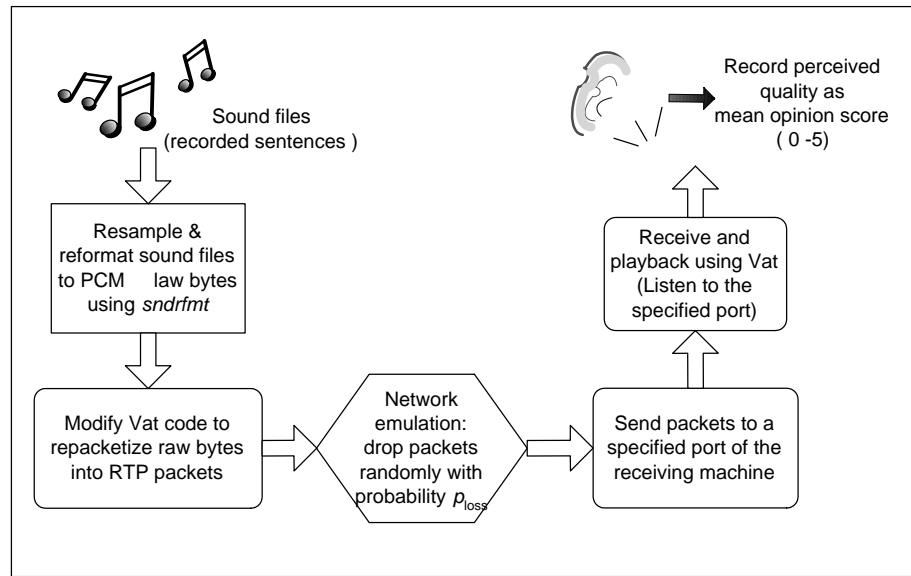 Sound files
(recorded sentences )
Resample &
reformat sound files
to PCM law bytes
using sndrfmt
Modify Vat code to
repacketize raw bytes
into RTP packets
Network
emulation:
drop packets
randomly with
probability ploss
Send packets to a
specified port of the
receiving machine
Receive and
playback using Vat
(Listen to the
specified port)
Record perceived
quality as
mean opinion score
( 0 -5)